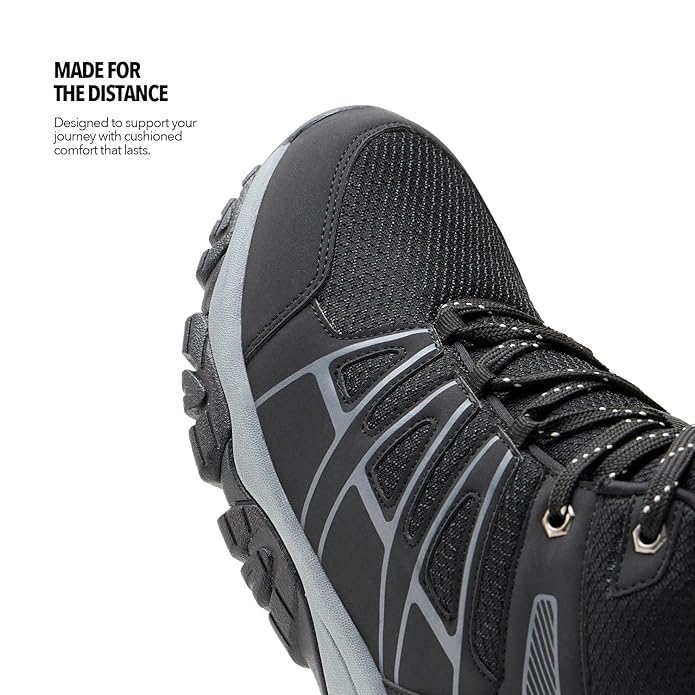 MADE FOR
THE DISTANCE
Designed to support your
journey with cushioned
comfort that lasts.